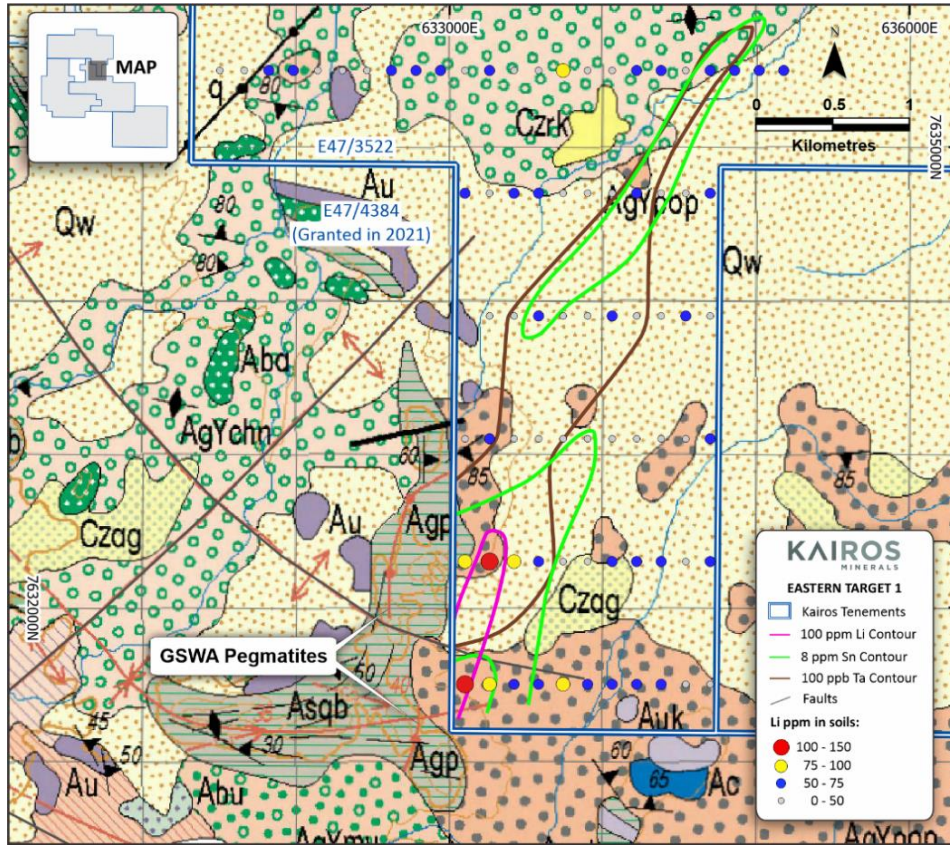 MAP
633000E
636000E
N
0 1
Kilometres
7635000N
q
80
Czrk
E47/3522
Au
AgYpop
E47/4384
(Granted in 2021)
Qw
80
80
Qw
Aba
AgYchn
60
85
85
b
Czag
Au
Agp
7632000N
Czag
GSWA Pegmatites
60
40
Asqb
30
Auk
45
50
Agp
60
65
Ac
Au
Abu
AgYmu
AgYpop
KAIROS
MINERALS
EASTERN TARGET 1
Kairos Tenements
100 ppm Li Contour
8 ppm Sn Contour
100 ppb Ta Contour
Faults
Li ppm in soils:
100 - 150
75 - 100
50 - 75
0 - 50